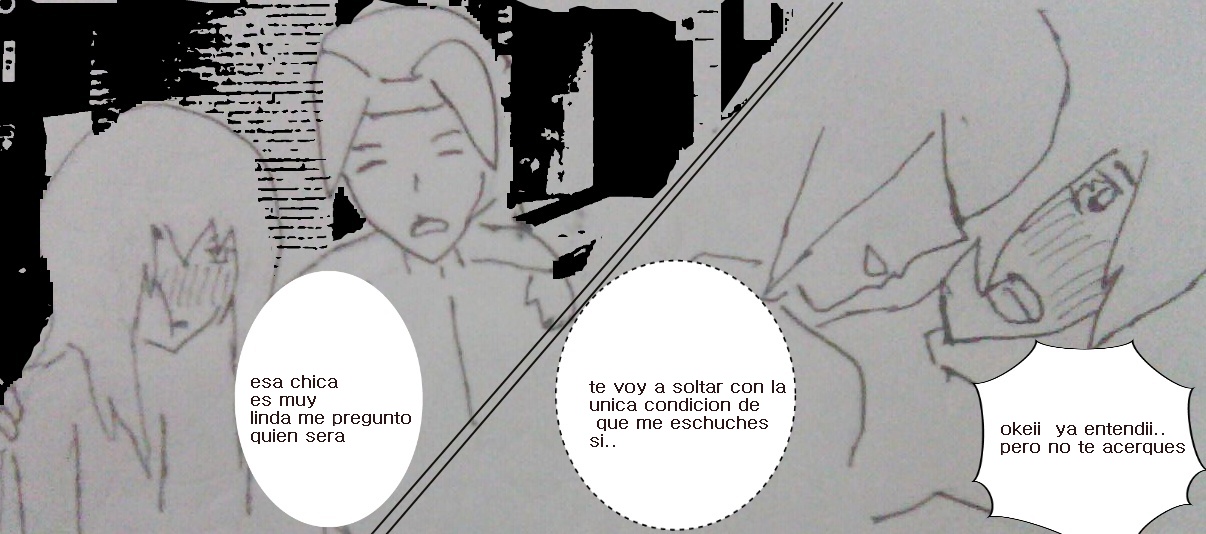 esa chica
es muy
linda me pregunto
quien sera
te voy a soltar con la
unica condicion de
que me eschuches
si..
okeii ya entendii..
pero no te acerques